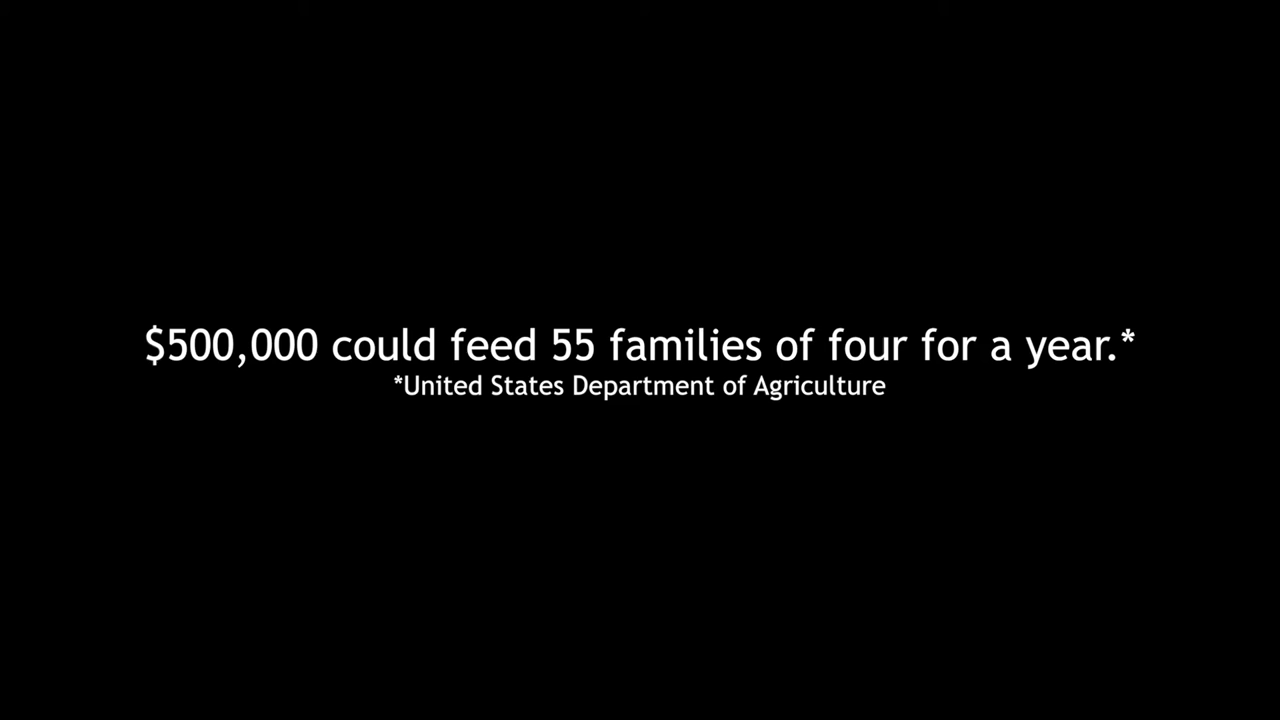 $500,000 could feed 55 families of four for a year.*
*United States Department of Agriculture